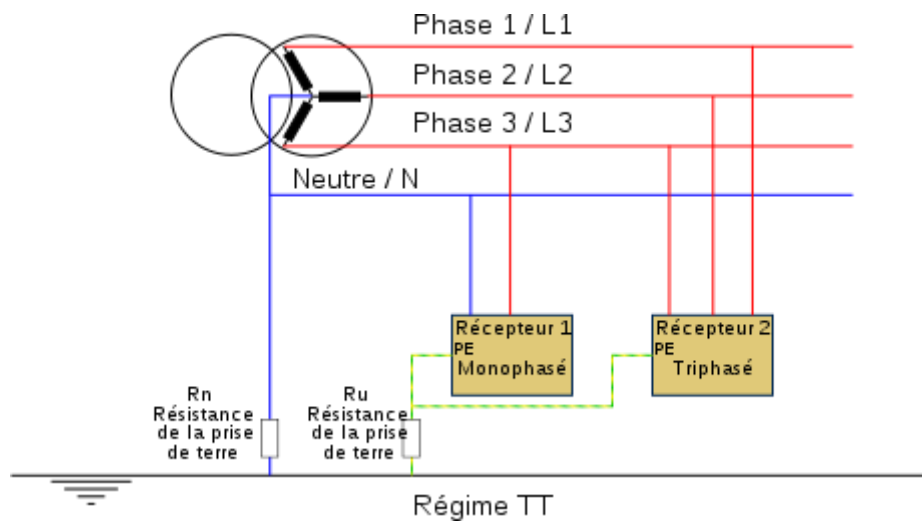 Phase 1 / L1
Phase 2 / L2
Phase 3 / L3
Neutre / N
Récepteur 1
PE
Monophasé
Récepteur 2
PE
Triphasé
Rn
Résistance
de la prise
de terre
Ru
Résistance
de la prise
de terre
Régime TT